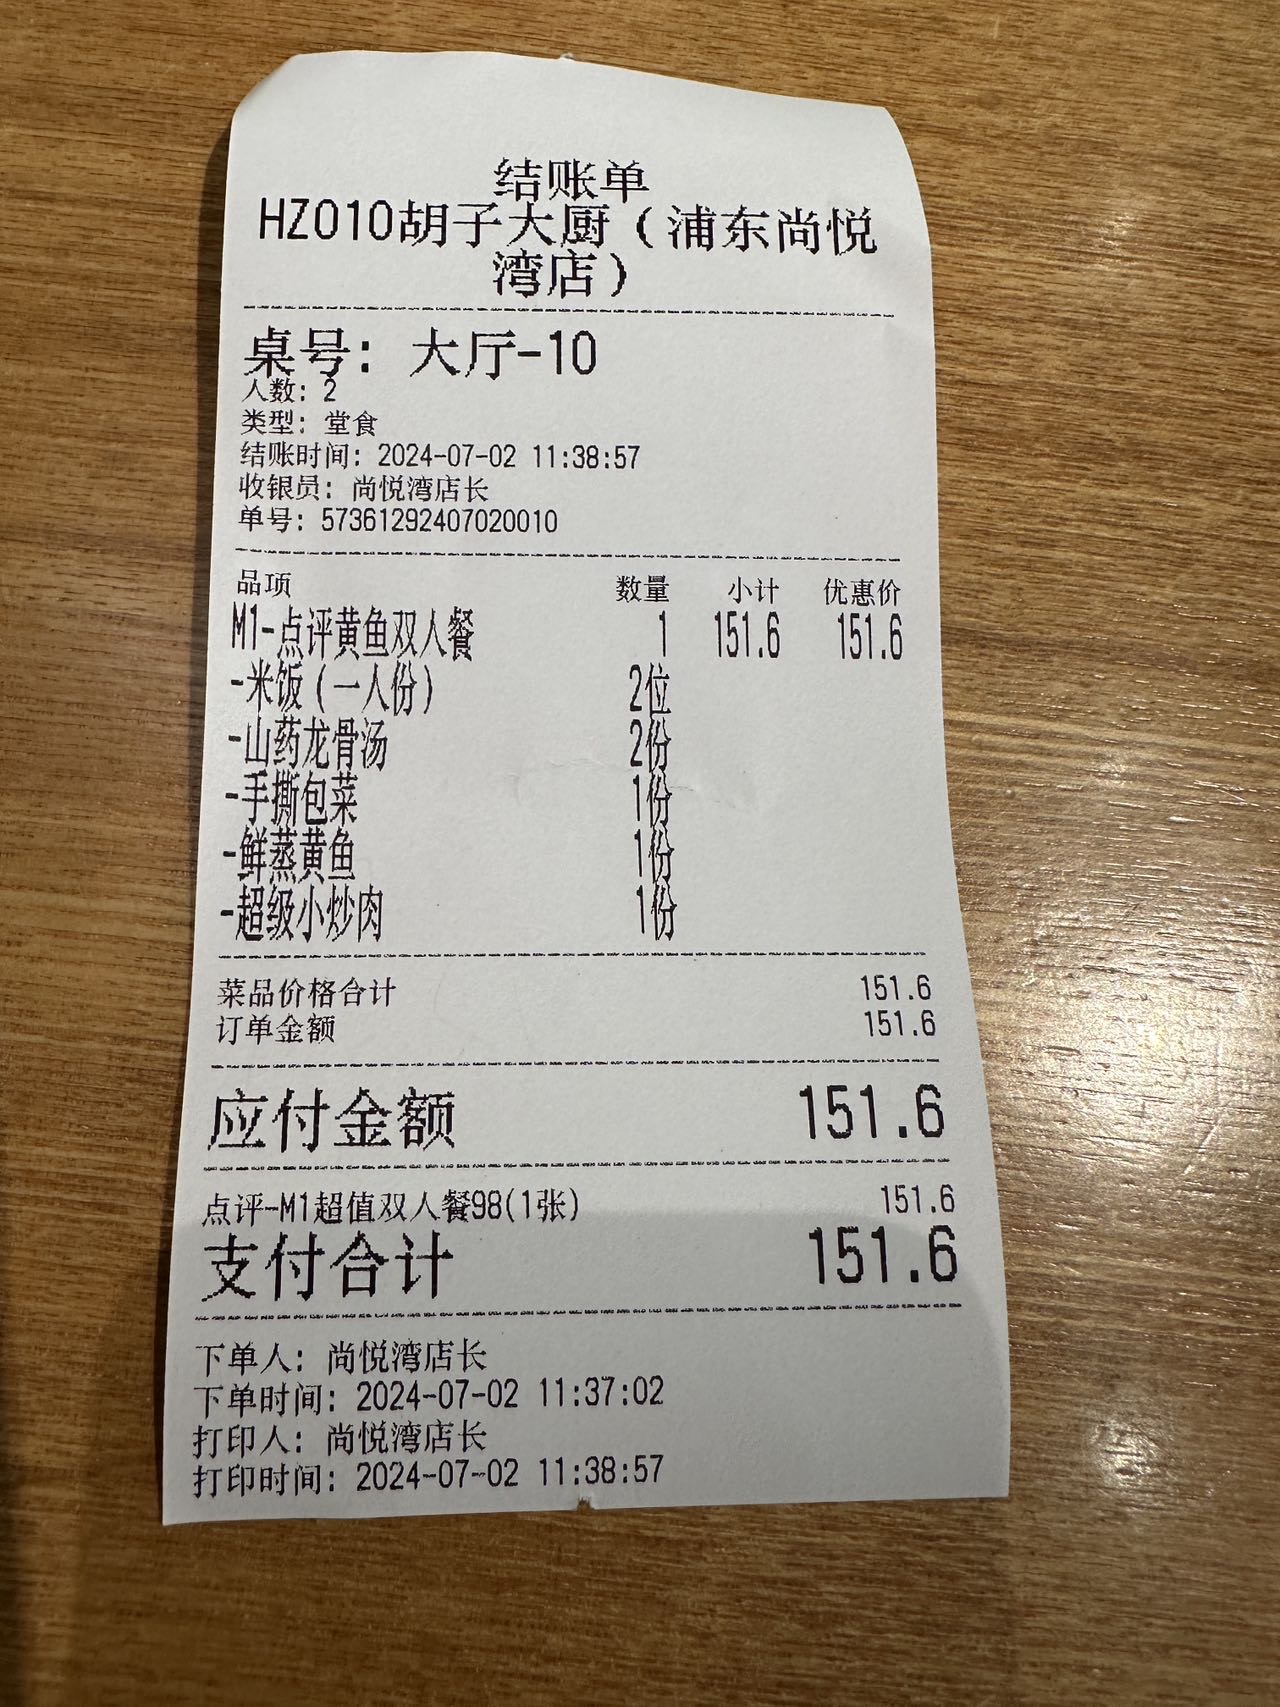 结账单
HZ010胡子大厨(浦东尚悦
湾店)
桌号: 大厅-10
人数: 2
类型: 堂食
结账时间: 2024-07-02 11:38:57
收银员: 尚悦湾店长
单号: 573612924070200​10
品项 数量 小计 优惠价
M1-点评黄鱼双人餐 1 151.6 151.6
-米饭(一人份) 2位
-山药龙骨汤 2份
-手撕包菜 1份
-鲜蒸黄鱼 1份
-超级小炒肉 1份
菜品价格合计 151.6
订单金额 151.6
应付金额 151.6
点评-M1超值双人餐98(1张) 151.6
支付合计 151.6
下单人: 尚悦湾店长
下单时间: 2024-07-02 11:37:02
打印人: 尚悦湾店长
打印时间: 2024-07-02 11:38:57